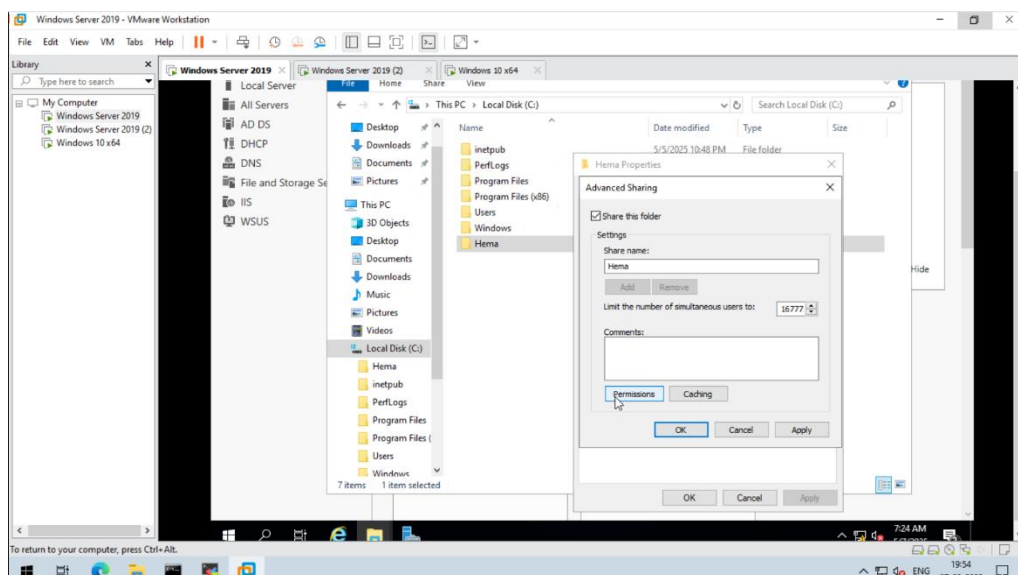 Windows Server 2019 - VMware Workstation
File Edit View VM Tabs Help
Library
Type here to search
My Computer
Windows Server 2019
Windows Server 2019 (2)
Windows 10 x64
Windows Server 2019
Windows Server 2019 (2)
Windows 10 x64
Local Server
All Servers
AD DS
DHCP
DNS
File and Storage Se
IIS
WSUS
File Home Share View
This PC > Local Disk (C:)
Search Local Disk (C:)
Desktop
Downloads
Documents
Pictures
This PC
3D Objects
Desktop
Documents
Downloads
Music
Pictures
Videos
Local Disk (C:)
Hema
inetpub
PerfLogs
Program Files
Program Files (
Users
Windows
Name Date modified Type Size
inetpub 5/5/2025 10:48 PM File folder
PerfLogs
Program Files
Program Files (x86)
Users
Windows
Hema
7 items 1 item selected
Hema Properties
Advanced Sharing
Share this folder
Settings
Share name:
Hema
Add Remove
Limit the number of simultaneous users to: 16777
Comments:
Permissions Caching
OK Cancel Apply
OK Cancel Apply
Hide
7:24 AM
To return to your computer, press Ctrl+Alt.
ENG
19:54